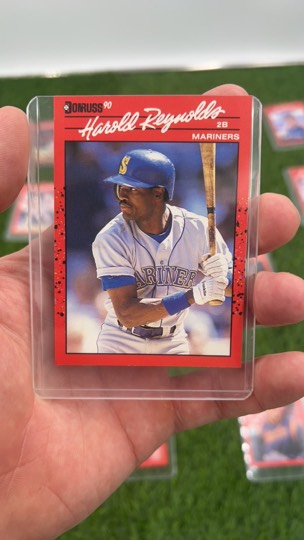 DONRUSS 90
Harold Reynolds
2B
MARINERS
S
MARINERS